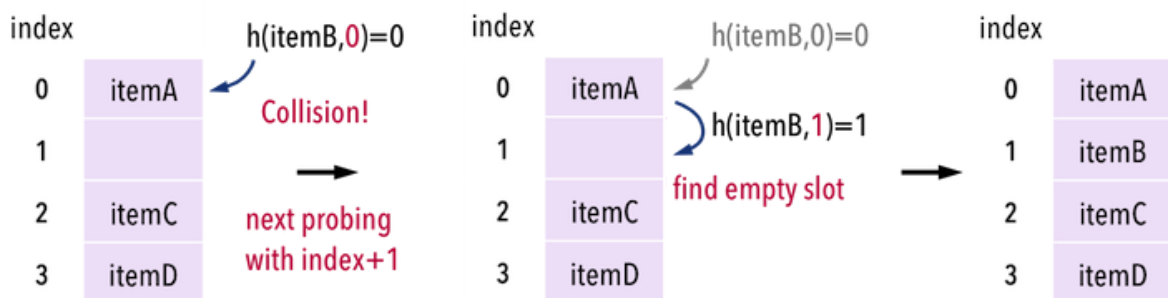 index
h(itemB,0)=0
0 itemA
Collision!
1
2 itemC
next probing
with index+1
3 itemD
index
h(itemB,0)=0
0 itemA
h(itemB,1)=1
1
find empty slot
2 itemC
3 itemD
index
0 itemA
1 itemB
2 itemC
3 itemD